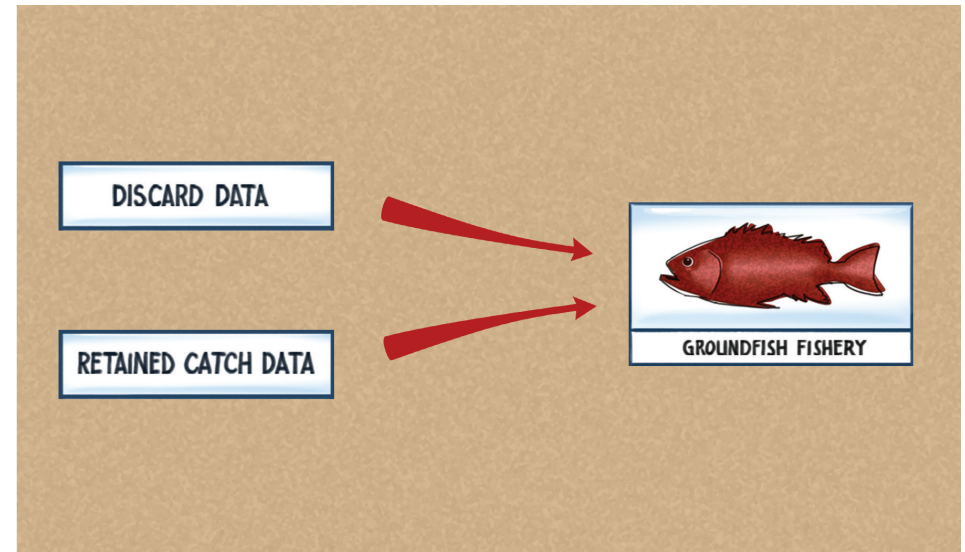 DISCARD DATA
RETAINED CATCH DATA
GROUNDFISH FISHERY